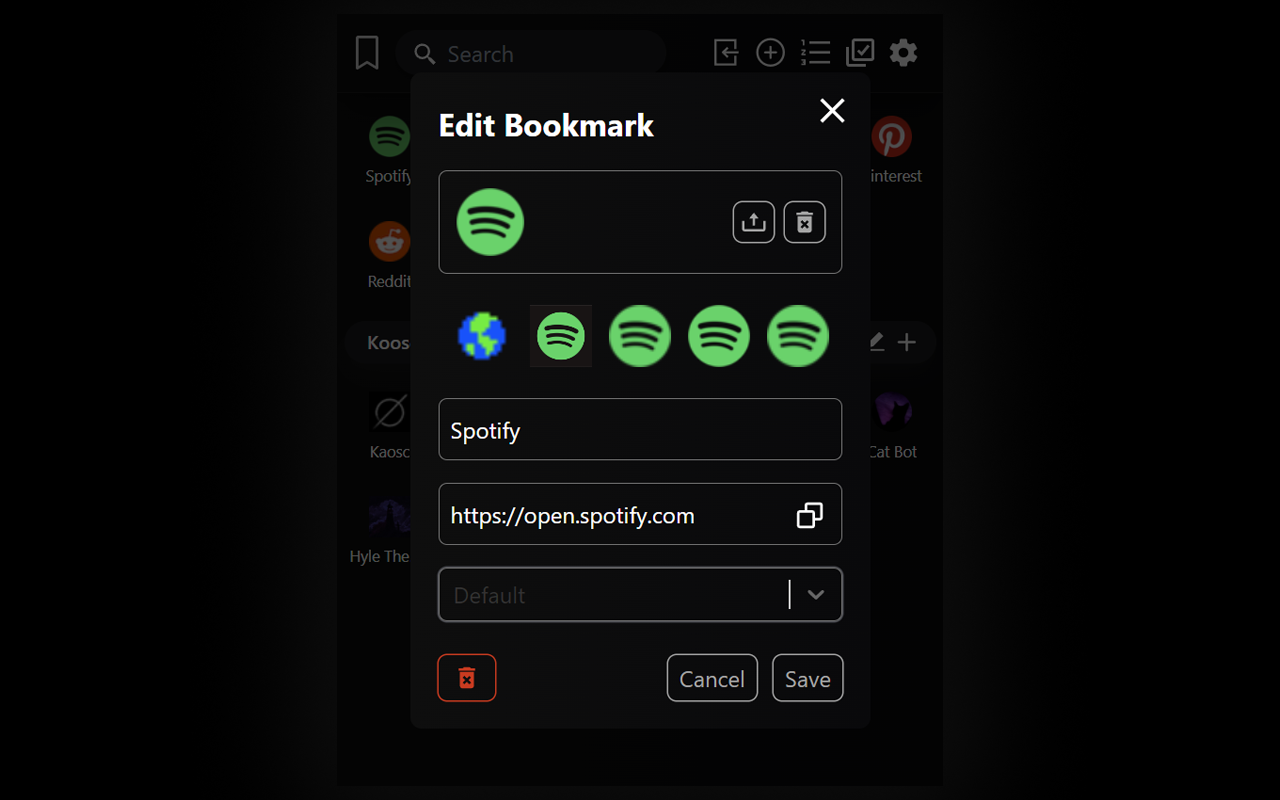 Search
Edit Bookmark
Spotify
interest
Reddit
Koos
Spotify
Kaosc
Cat Bot
https://open.spotify.com
Hyle The
Default
Cancel
Save